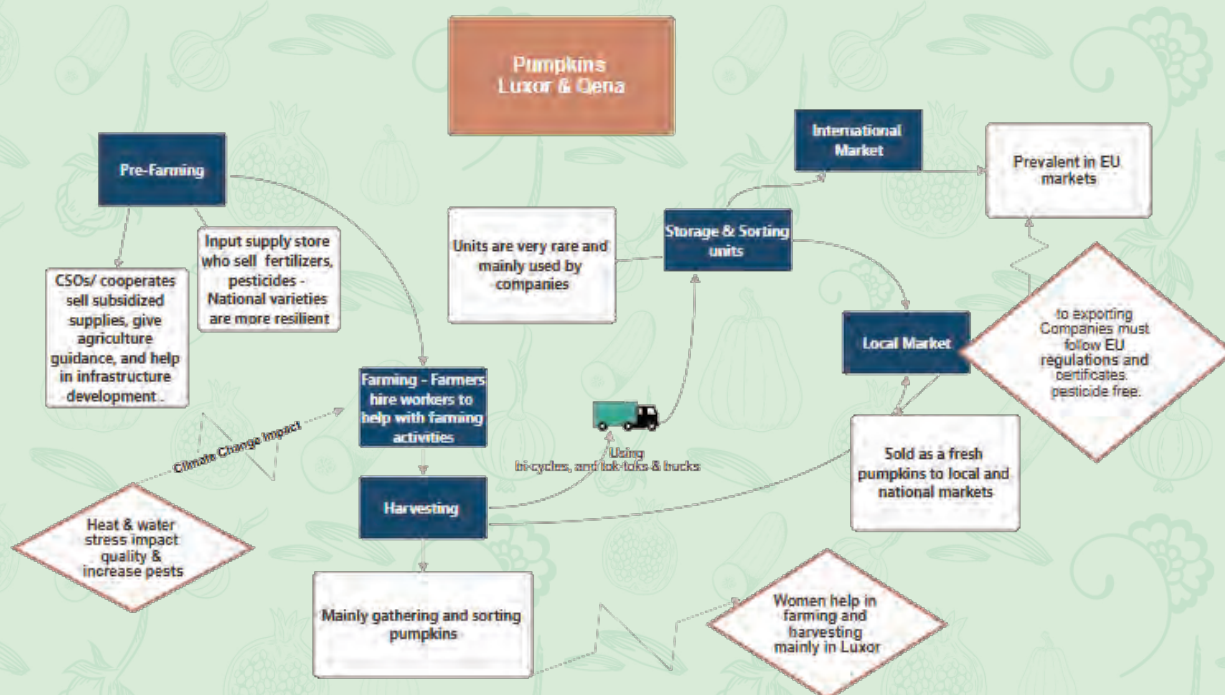 Pumpkins
Luxor & Qena
Pre-Farming
CSOs/ cooperates
sell subsidized
supplies, give
agriculture
guidance, and help
in infrastructure
development .
Input supply store
who sell fertilizers,
pesticides -
National varieties
are more resilient
Farming - Farmers
hire workers to
help with farming
activities
Climate Change Impact
Heat & water
stress impact
quality &
increase pests
Harvesting
Mainly gathering and sorting
pumpkins
Women help in
farming and
harvesting
mainly in Luxor
Using
bi-cycles, and tok-toks & trucks
Units are very rare and
mainly used by
companies
Storage & Sorting
units
International
Market
Prevalent in EU
markets
to exporting
Companies must
follow EU
regulations and
certificates.
pesticide free.
Local Market
Sold as a fresh
pumpkins to local and
national markets